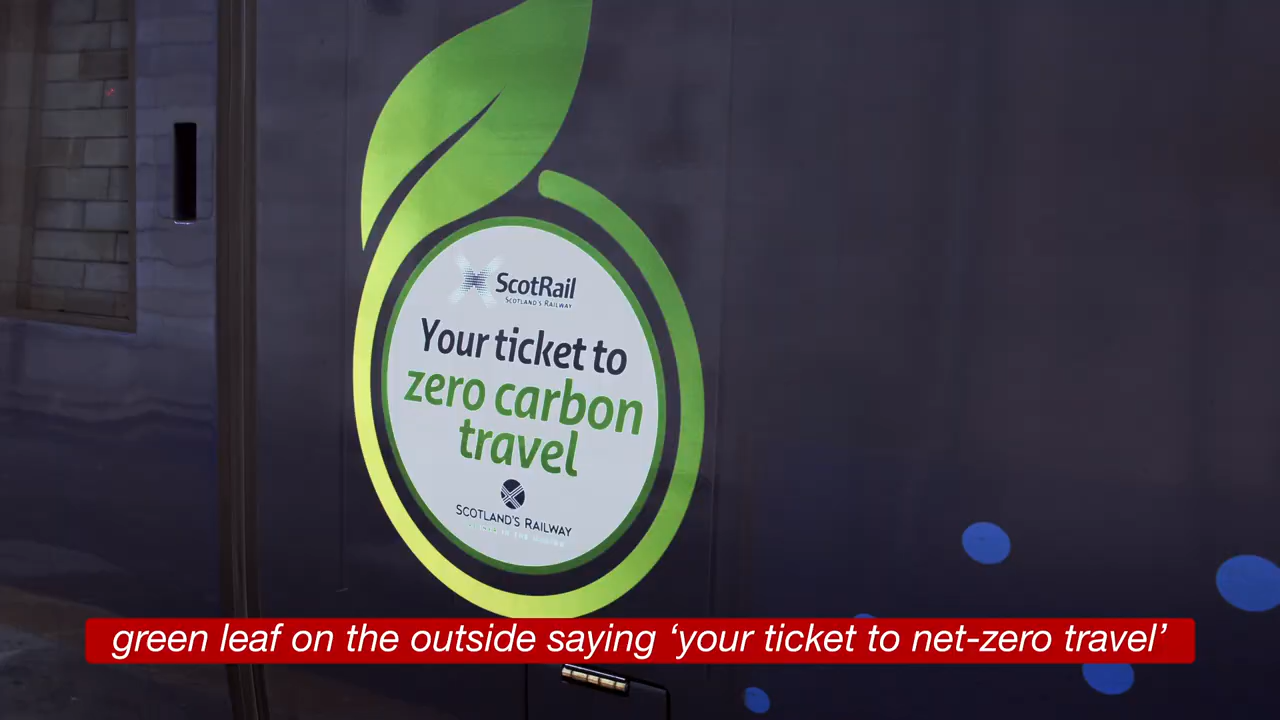 ScotRail
SCOTLAND'S RAILWAY
Your ticket to
zero carbon
travel
SCOTLAND'S RAILWAY
green leaf on the outside saying ‘your ticket to net-zero travel’